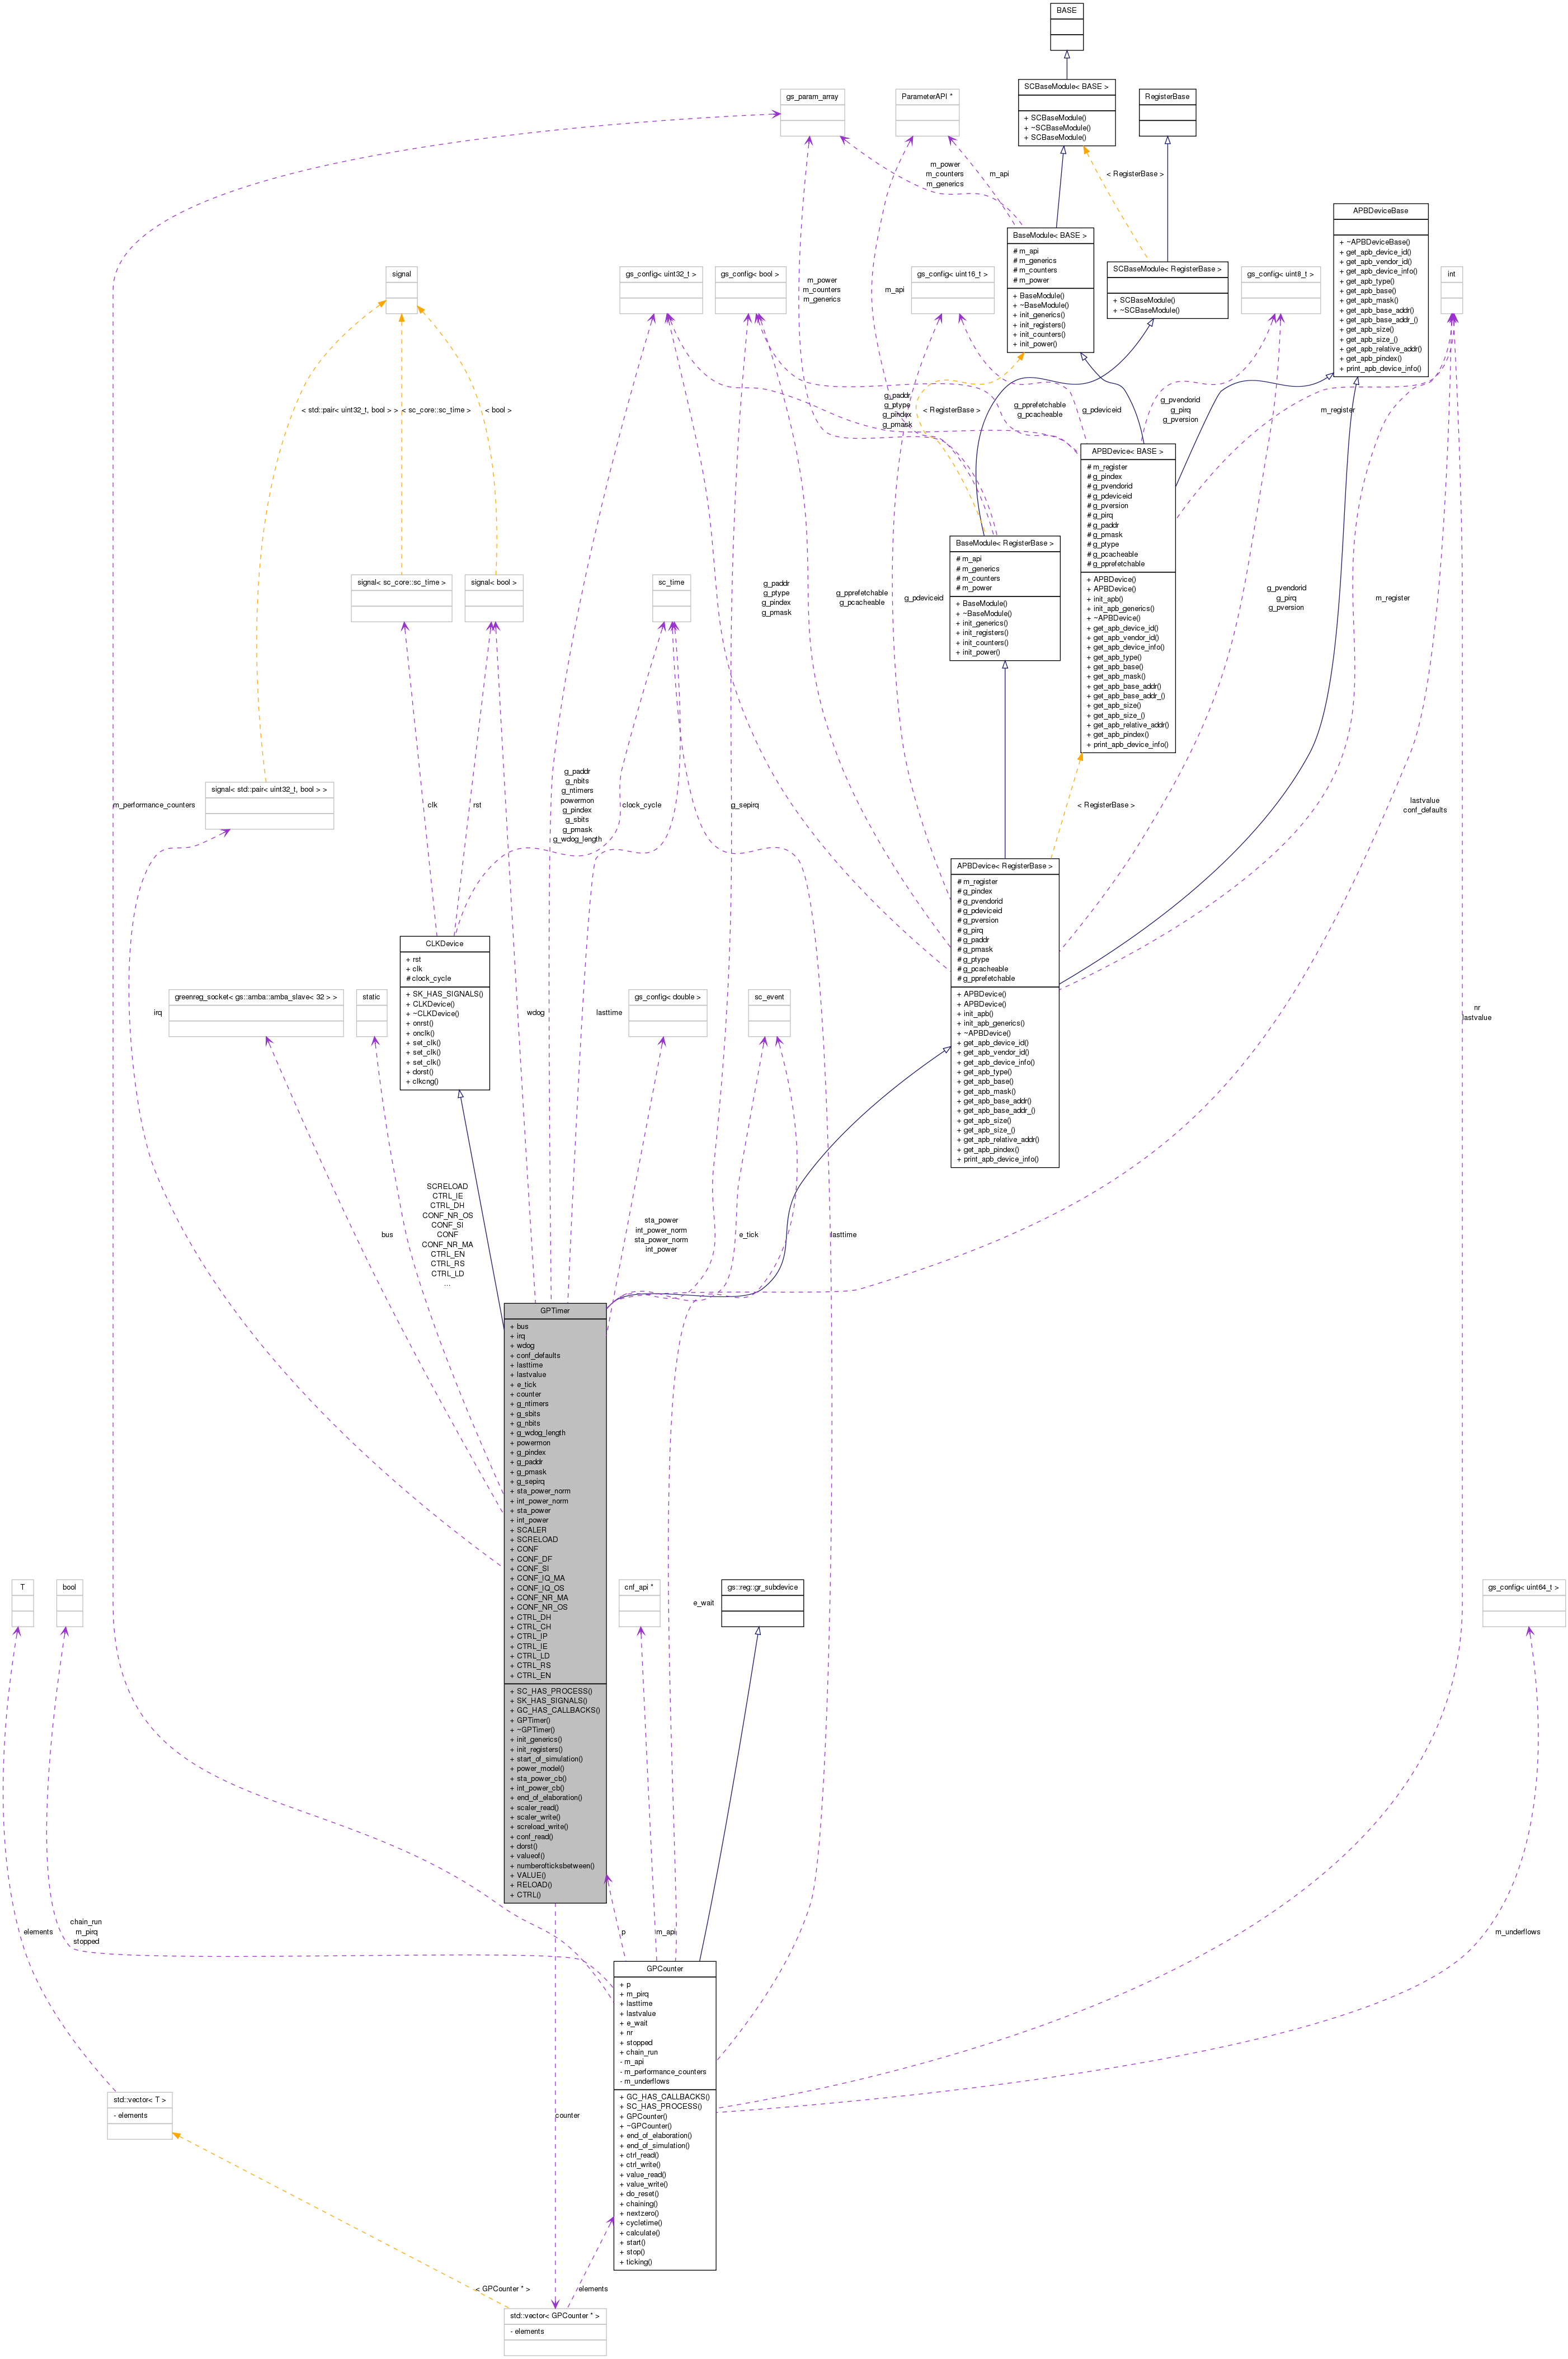 BASE
SCBaseModule< BASE >
+ SCBaseModule()
+ ~SCBaseModule()
+ SCBaseModule()
gs_param_array
ParameterAPI *
RegisterBase
m_power
m_counters
m_generics
m_api
< RegisterBase >
APBDeviceBase
+ ~APBDeviceBase()
+ get_apb_device_id()
+ get_apb_vendor_id()
+ get_apb_device_info()
+ get_apb_type()
+ get_apb_base()
+ get_apb_mask()
+ get_apb_base_addr()
+ get_apb_base_addr_()
+ get_apb_size()
+ get_apb_size_()
+ get_apb_relative_addr()
+ get_apb_pindex()
+ print_apb_device_info()
BaseModule< BASE >
# m_api
# m_generics
# m_counters
# m_power
+ BaseModule()
+ ~BaseModule()
+ init_generics()
+ init_registers()
+ init_counters()
+ init_power()
SCBaseModule< RegisterBase >
+ SCBaseModule()
+ ~SCBaseModule()
signal
gs_config< uint32_t >
gs_config< bool >
m_power
m_counters
m_generics
m_api
gs_config< uint16_t >
gs_config< uint8_t >
int
< std::pair< uint32_t, bool > >
< sc_core::sc_time >
< bool >
g_paddr
g_ptype
g_pindex
g_pmask
< RegisterBase >
g_pprefetchable
g_pcacheable
g_pdeviceid
g_pvendorid
g_pirq
g_pversion
m_register
APBDevice< BASE >
# m_register
# g_pindex
# g_pvendorid
# g_pdeviceid
# g_pversion
# g_pirq
# g_paddr
# g_pmask
# g_ptype
# g_pcacheable
# g_pprefetchable
+ APBDevice()
+ APBDevice()
+ init_apb()
+ init_apb_generics()
+ ~APBDevice()
+ get_apb_device_id()
+ get_apb_vendor_id()
+ get_apb_device_info()
+ get_apb_type()
+ get_apb_base()
+ get_apb_mask()
+ get_apb_base_addr()
+ get_apb_base_addr_()
+ get_apb_size()
+ get_apb_size_()
+ get_apb_relative_addr()
+ get_apb_pindex()
+ print_apb_device_info()
BaseModule< RegisterBase >
# m_api
# m_generics
# m_counters
# m_power
+ BaseModule()
+ ~BaseModule()
+ init_generics()
+ init_registers()
+ init_counters()
+ init_power()
signal< sc_core::sc_time >
signal< bool >
sc_time
g_paddr
g_ptype
g_pindex
g_pmask
g_pprefetchable
g_pcacheable
g_pdeviceid
g_pvendorid
g_pirq
g_pversion
m_register
signal< std::pair< uint32_t, bool > >
m_performance_counters
clk
rst
g_paddr
g_nbits
g_ntimers
powermon
g_pindex
g_sbits
g_pmask
g_wdog_length
clock_cycle
g_sepirq
< RegisterBase >
lastvalue
conf_defaults
APBDevice< RegisterBase >
# m_register
# g_pindex
# g_pvendorid
# g_pdeviceid
# g_pversion
# g_pirq
# g_paddr
# g_pmask
# g_ptype
# g_pcacheable
# g_pprefetchable
+ APBDevice()
+ APBDevice()
+ init_apb()
+ init_apb_generics()
+ ~APBDevice()
+ get_apb_device_id()
+ get_apb_vendor_id()
+ get_apb_device_info()
+ get_apb_type()
+ get_apb_base()
+ get_apb_mask()
+ get_apb_base_addr()
+ get_apb_base_addr_()
+ get_apb_size()
+ get_apb_size_()
+ get_apb_relative_addr()
+ get_apb_pindex()
+ print_apb_device_info()
CLKDevice
+ rst
+ clk
# clock_cycle
+ SK_HAS_SIGNALS()
+ CLKDevice()
+ ~CLKDevice()
+ onrst()
+ onclk()
+ set_clk()
+ set_clk()
+ set_clk()
+ dorst()
+ clkcng()
irq
greenreg_socket< gs::amba::amba_slave< 32 > >
static
wdog
lasttime
gs_config< double >
sc_event
nr
lastvalue
bus
SCRELOAD
CTRL_IE
CTRL_DH
CONF_NR_OS
CONF_SI
CONF
CONF_NR_MA
CTRL_EN
CTRL_RS
CTRL_LD
...
sta_power
int_power_norm
sta_power_norm
int_power
e_tick
lasttime
GPTimer
+ bus
+ irq
+ wdog
+ conf_defaults
+ lasttime
+ lastvalue
+ e_tick
+ counter
+ g_ntimers
+ g_sbits
+ g_nbits
+ g_wdog_length
+ powermon
+ g_pindex
+ g_paddr
+ g_pmask
+ g_sepirq
+ sta_power_norm
+ int_power_norm
+ sta_power
+ int_power
+ SCALER
+ SCRELOAD
+ CONF
+ CONF_DF
+ CONF_SI
+ CONF_IQ_MA
+ CONF_IQ_OS
+ CONF_NR_MA
+ CONF_NR_OS
+ CTRL_DH
+ CTRL_CH
+ CTRL_IP
+ CTRL_IE
+ CTRL_LD
+ CTRL_RS
+ CTRL_EN
+ SC_HAS_PROCESS()
+ SK_HAS_SIGNALS()
+ GC_HAS_CALLBACKS()
+ GPTimer()
+ ~GPTimer()
+ init_generics()
+ init_registers()
+ start_of_simulation()
+ power_model()
+ sta_power_cb()
+ int_power_cb()
+ end_of_elaboration()
+ scaler_read()
+ scaler_write()
+ screload_write()
+ conf_read()
+ dorst()
+ valueof()
+ numberofticksbetween()
+ VALUE()
+ RELOAD()
+ CTRL()
T
bool
cnf_api *
e_wait
gs::reg::gr_subdevice
gs_config< uint64_t >
elements
chain_run
m_pirq
stopped
p
m_api
m_underflows
GPCounter
+ p
+ m_pirq
+ lasttime
+ lastvalue
+ e_wait
+ nr
+ stopped
+ chain_run
- m_api
- m_performance_counters
- m_underflows
+ GC_HAS_CALLBACKS()
+ SC_HAS_PROCESS()
+ GPCounter()
+ ~GPCounter()
+ end_of_elaboration()
+ end_of_simulation()
+ ctrl_read()
+ ctrl_write()
+ value_read()
+ value_write()
+ do_reset()
+ chaining()
+ nextzero()
+ cycletime()
+ calculate()
+ start()
+ stop()
+ ticking()
std::vector< T >
- elements
counter
< GPCounter * >
elements
std::vector< GPCounter * >
- elements